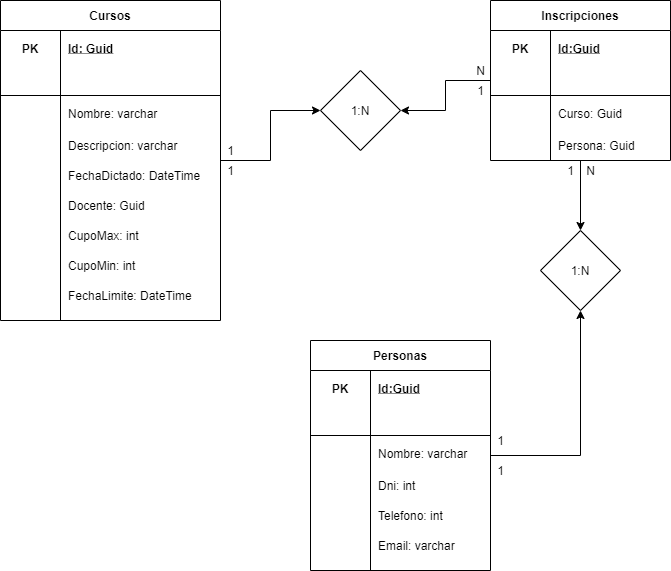 Cursos
PK
Id: Guid
Nombre: varchar
Descripcion: varchar
FechaDictado: DateTime
Docente: Guid
CupoMax: int
CupoMin: int
FechaLimite: DateTime
1
1
1:N
N
1
Inscripciones
PK
Id:Guid
Curso: Guid
Persona: Guid
1 N
1:N
Personas
PK
Id:Guid
Nombre: varchar
Dni: int
Telefono: int
Email: varchar
1
1